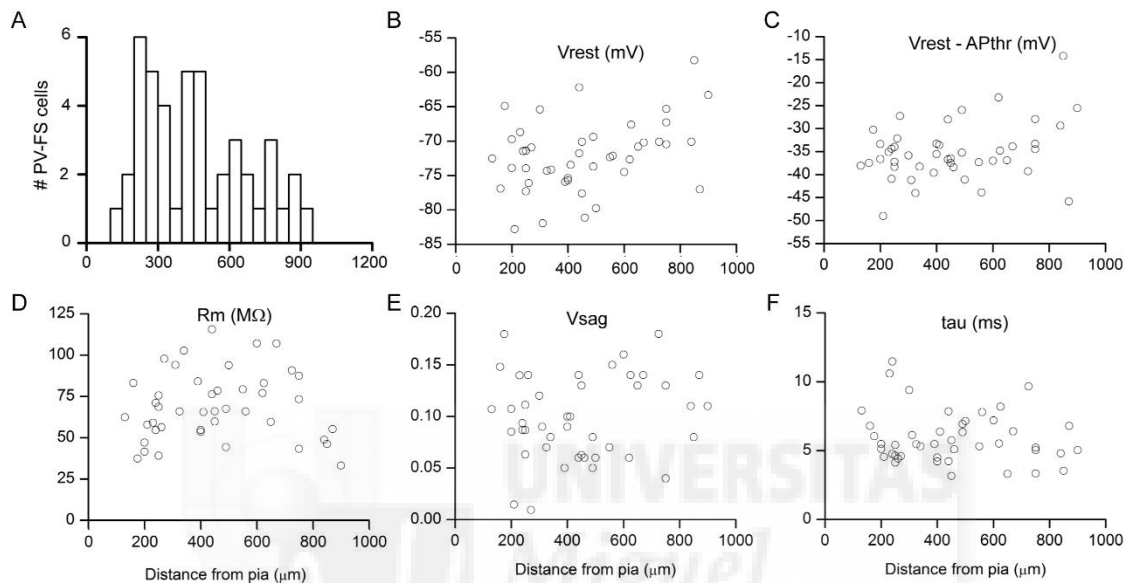 A
# PV-FS cells
6
4
2
0
0 300 600 900 1200
B
Vrest (mV)
-55
-60
-65
-70
-75
-80
-85
0 200 400 600 800 1000
C
Vrest - APthr (mV)
-10
-15
-20
-25
-30
-35
-40
-45
-50
-55
0 200 400 600 800 1000
D
Rm (MΩ)
125
100
75
50
25
0
0 200 400 600 800 1000
Distance from pia (μm)
E
Vsag
0.20
0.15
0.10
0.05
0.00
0 200 400 600 800 1000
Distance from pia (μm)
F
tau (ms)
15
10
5
0
0 200 400 600 800 1000
Distance from pia (μm)
UNIVERSITAS
Miguel